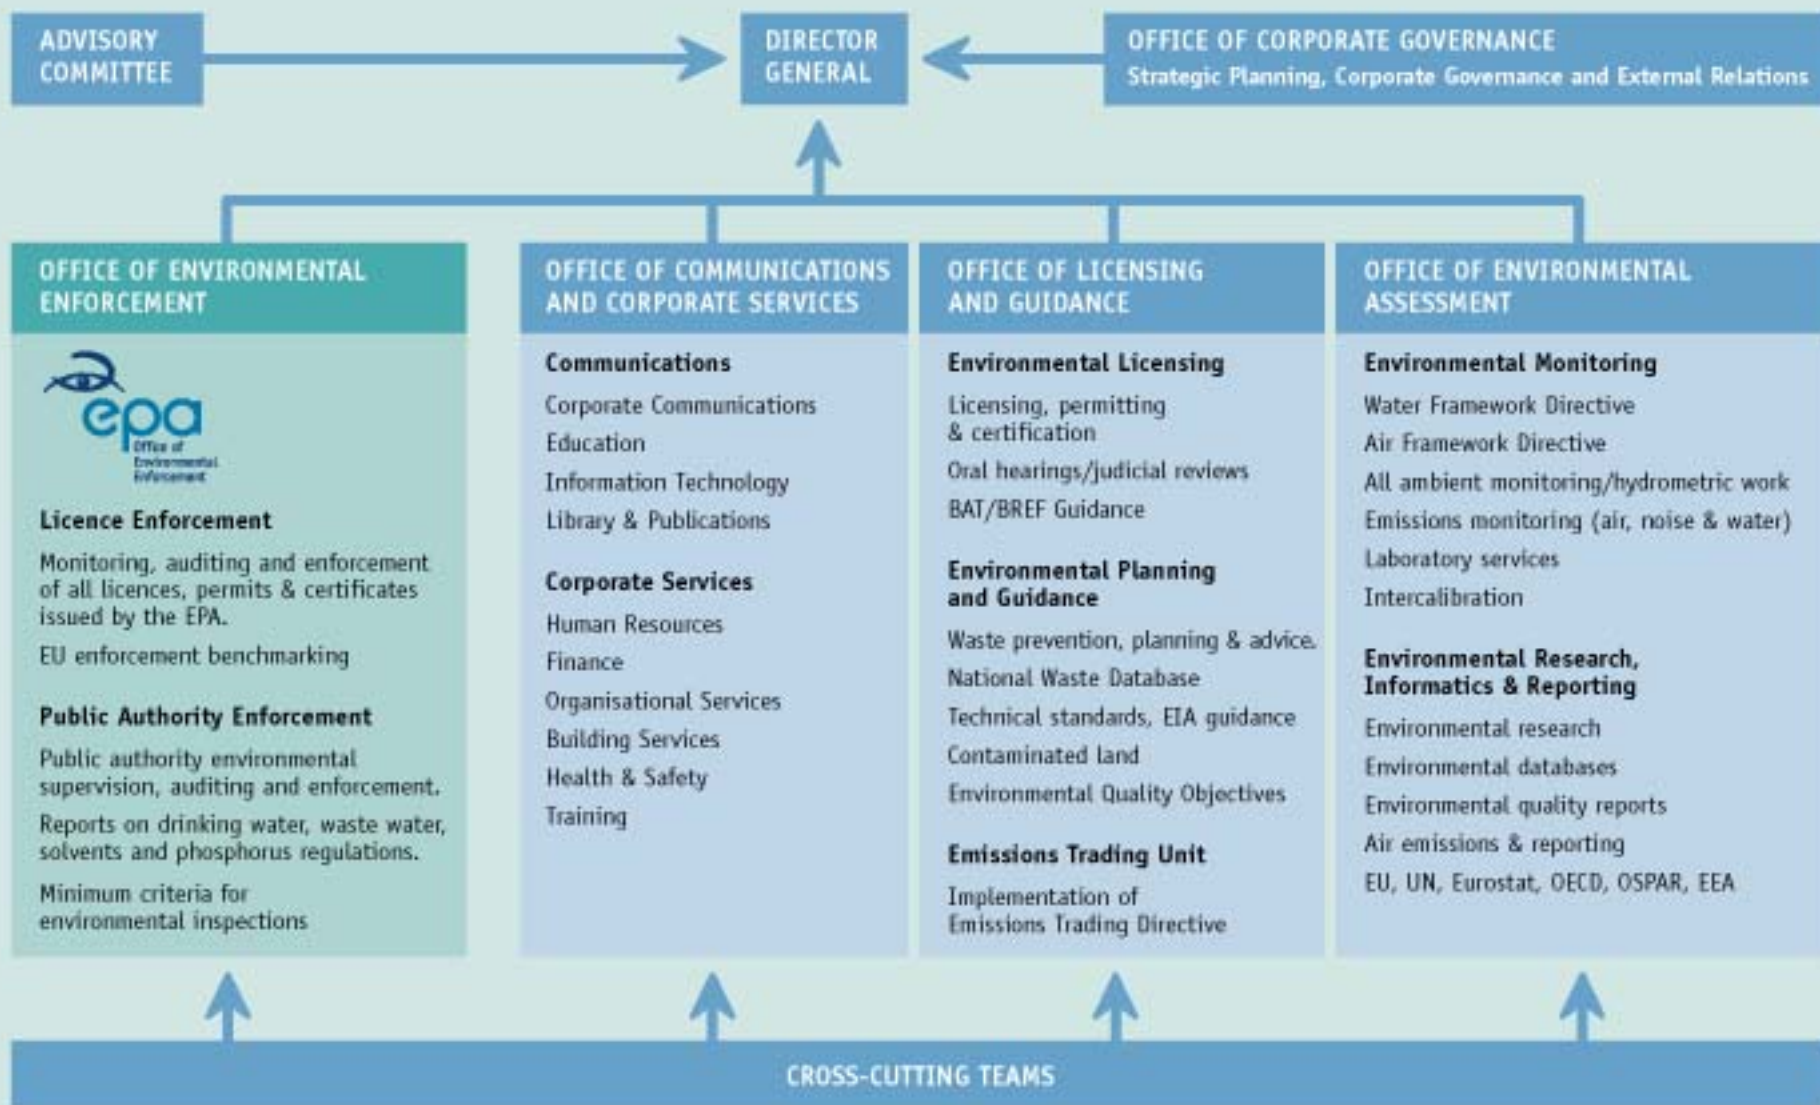 ADVISORY
COMMITTEE
DIRECTOR
GENERAL
OFFICE OF CORPORATE GOVERNANCE
Strategic Planning, Corporate Governance and External Relations
OFFICE OF ENVIRONMENTAL
ENFORCEMENT
epa
Office of
Environmental
Enforcement
Licence Enforcement
Monitoring, auditing and enforcement
of all licences, permits & certificates
issued by the EPA.
EU enforcement benchmarking
Public Authority Enforcement
Public authority environmental
supervision, auditing and enforcement.
Reports on drinking water, waste water,
solvents and phosphorus regulations.
Minimum criteria for
environmental inspections
OFFICE OF COMMUNICATIONS
AND CORPORATE SERVICES
Communications
Corporate Communications
Education
Information Technology
Library & Publications
Corporate Services
Human Resources
Finance
Organisational Services
Building Services
Health & Safety
Training
OFFICE OF LICENSING
AND GUIDANCE
Environmental Licensing
Licensing, permitting
& certification
Oral hearings/judicial reviews
BAT/BREF Guidance
Environmental Planning
and Guidance
Waste prevention, planning & advice.
National Waste Database
Technical standards, EIA guidance
Contaminated land
Environmental Quality Objectives
Emissions Trading Unit
Implementation of
Emissions Trading Directive
OFFICE OF ENVIRONMENTAL
ASSESSMENT
Environmental Monitoring
Water Framework Directive
Air Framework Directive
All ambient monitoring/hydrometric work
Emissions monitoring (air, noise & water)
Laboratory services
Intercalibration
Environmental Research,
Informatics & Reporting
Environmental research
Environmental databases
Environmental quality reports
Air emissions & reporting
EU, UN, Eurostat, OECD, OSPAR, EEA
CROSS-CUTTING TEAMS